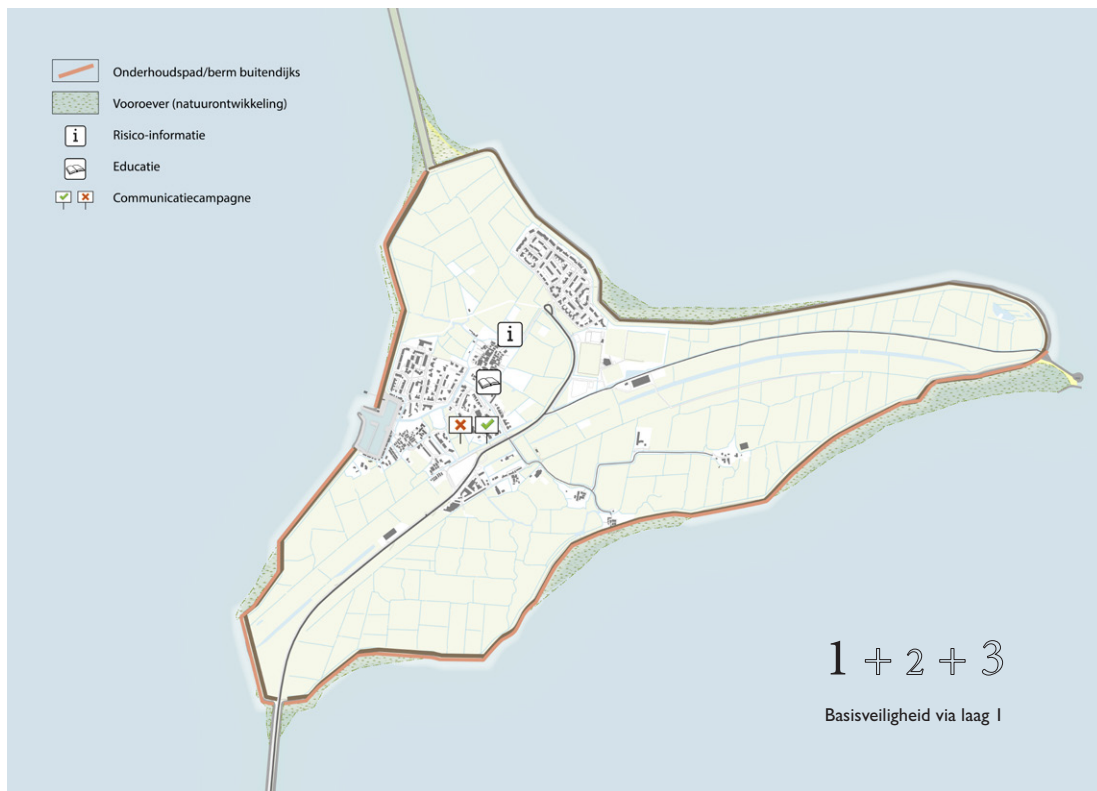 Onderhoudspad/berm buitendijks
Vooroever (natuurontwikkeling)
i
Risico-informatie
Educatie
Communicatiecampagne
i
1 + 2 + 3
Basisveiligheid via laag 1